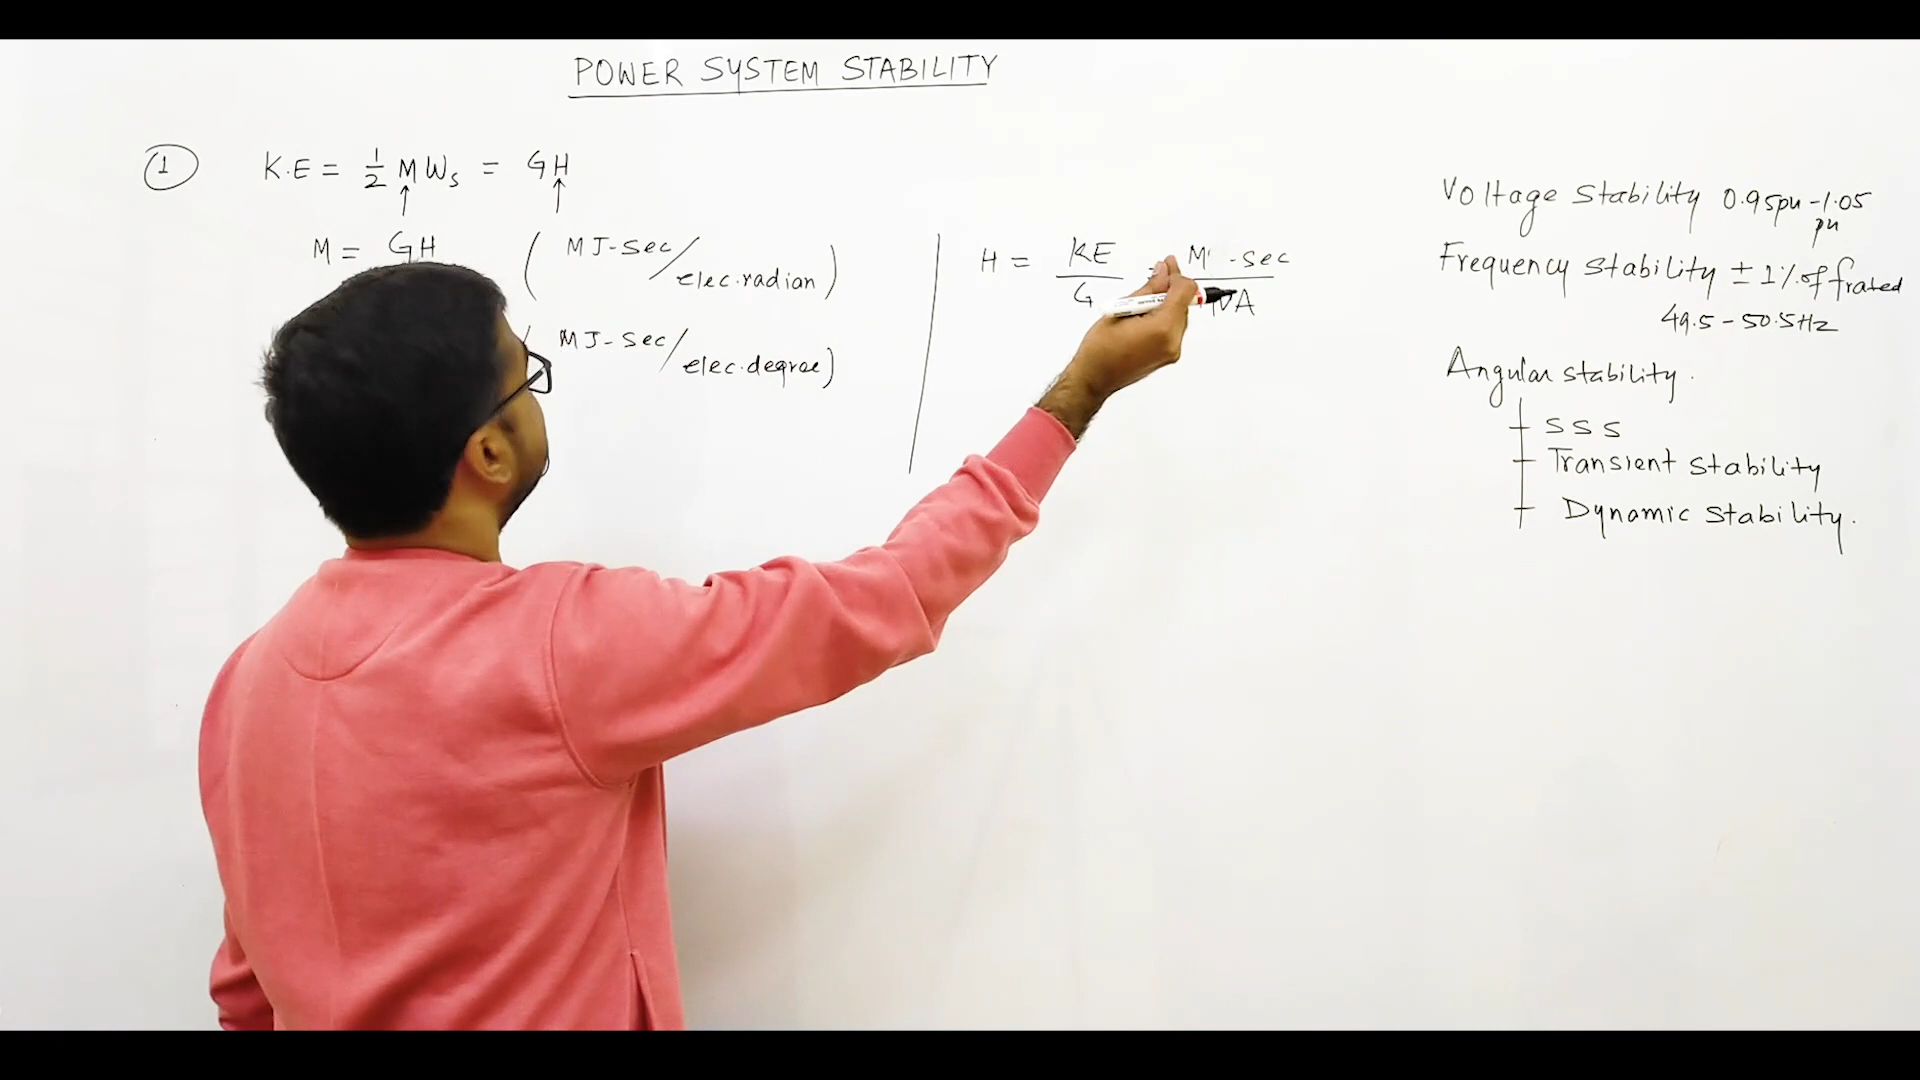 POWER SYSTEM STABILITY
1 K.E = 1/2 MWs = GH
M = GH (MJ-Sec/elec.radian)
(MJ-Sec/elec.degree)
H = KE/G = M -Sec/MVA
Voltage Stability 0.95pu-1.05 pu
Frequency Stability ±1% of frated
49.5-50.5Hz
Angular stability.
SSS
Transient Stability
Dynamic Stability.